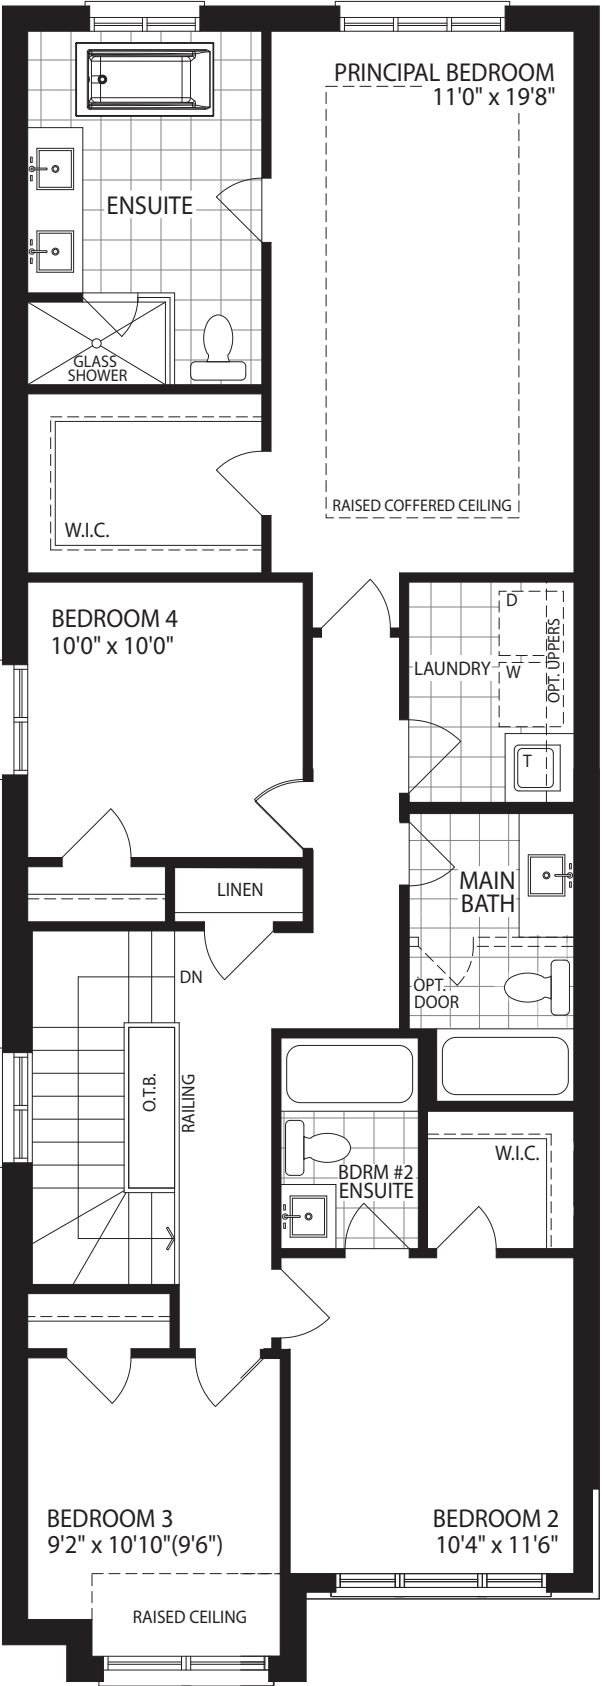 PRINCIPAL BEDROOM
11'0" x 19'8"
ENSUITE
GLASS
SHOWER
RAISED COFFERED CEILING
W.I.C.
BEDROOM 4
10'0" x 10'0"
D
OPT. UPPERS
LAUNDRY
W
T
LINEN
MAIN
BATH
DN
OPT.
DOOR
O.T.B.
RAILING
W.I.C.
BDRM #2
ENSUITE
BEDROOM 3
9'2" x 10'10"(9'6")
BEDROOM 2
10'4" x 11'6"
RAISED CEILING